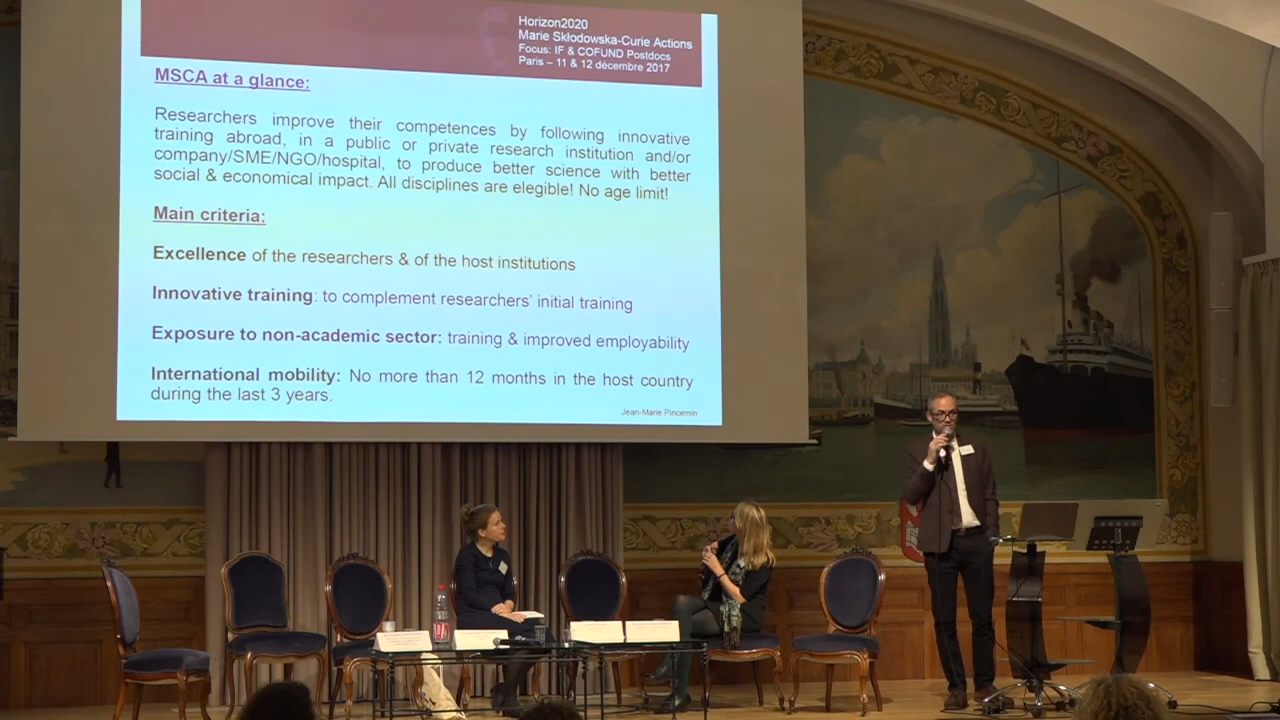 Horizon2020
Marie Skłodowska-Curie Actions
Focus: IF & COFUND Postdocs
Paris – 11 & 12 décembre 2017
MSCA at a glance:
Researchers improve their competences by following innovative
training abroad, in a public or private research institution and/or
company/SME/NGO/hospital, to produce better science with better
social & economical impact. All disciplines are elegible! No age limit!
Main criteria:
Excellence of the researchers & of the host institutions
Innovative training: to complement researchers' initial training
Exposure to non-academic sector: training & improved employability
International mobility: No more than 12 months in the host country
during the last 3 years.
Jean-Marie Pincemin